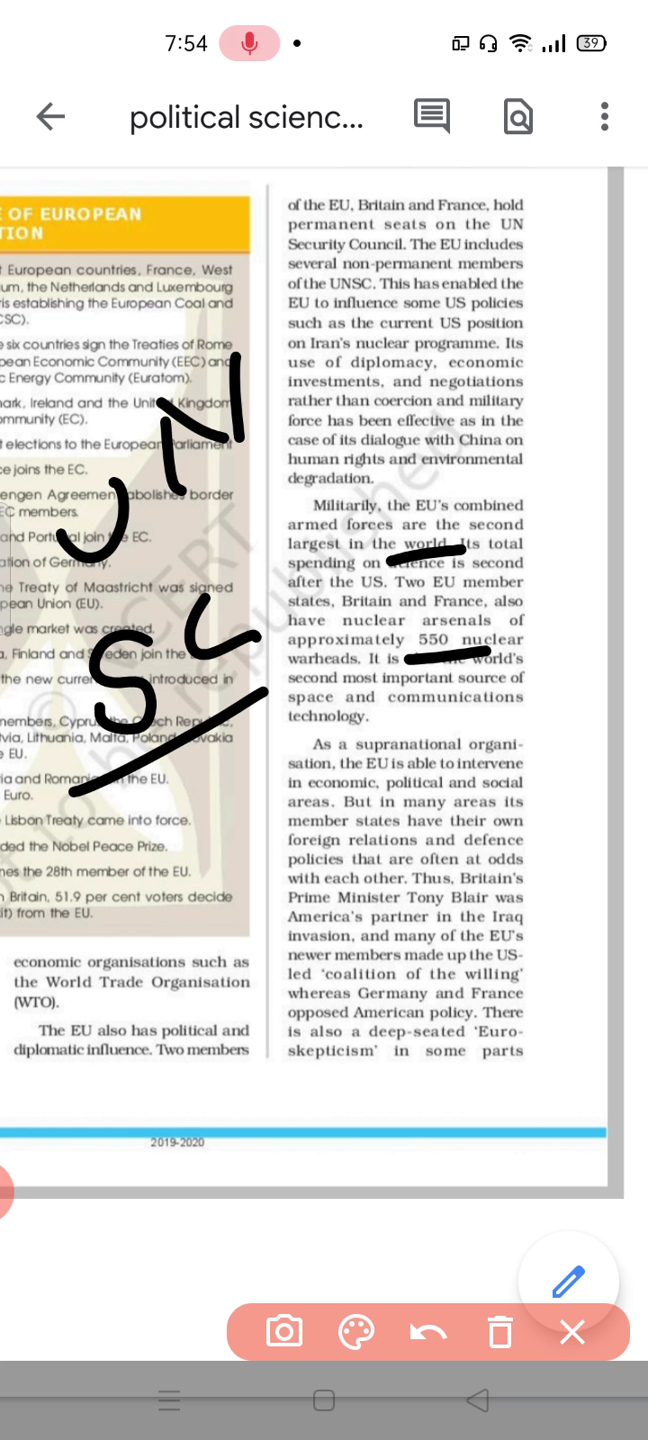 7:54
39
political scienc...
E OF EUROPEAN
TION
t European countries, France, West
um, the Netherlands and Luxembourg
ris establishing the European Coal and
CSC).
e six countries sign the Treaties of Rome
pean Economic Community (EEC) and
c Energy Community (Euratom).
nark, Ireland and the United Kingdom
ommunity (EC).
t elections to the European Parliament
ce joins the EC.
engen Agreement abolishes border
EC members.
and Portugal join the EC.
ation of Germany.
ne Treaty of Maastricht was signed
pean Union (EU).
ngle market was created.
a, Finland and Sweden join the
the new introduced in
nembers, Cyprus, the Czech Republic,
tvia, Lithuania, Malta, Poland, Slovakia
e EU.
ia and Romania the EU.
Euro.
Lisbon Treaty came into force.
ded the Nobel Peace Prize.
nes the 28th member of the EU.
n Britain, 51.9 per cent voters decide
it) from the EU.
UN
SC
economic organisations such as
the World Trade Organisation
(WTO).
The EU also has political and
diplomatic influence. Two members
of the EU, Britain and France, hold
permanent seats on the UN
Security Council. The EU includes
several non-permanent members
of the UNSC. This has enabled the
EU to influence some US policies
such as the current US position
on Iran's nuclear programme. Its
use of diplomacy, economic
investments, and negotiations
rather than coercion and military
force has been effective as in the
case of its dialogue with China on
human rights and environmental
degradation.
Militarily, the EU's combined
armed forces are the second
largest in the world. Its total
spending on defence is second
after the US. Two EU member
states, Britain and France, also
have nuclear arsenals of
approximately 550 nuclear
warheads. It is world's
second most important source of
space and communications
technology.
As a supranational organi-
sation, the EU is able to intervene
in economic, political and social
areas. But in many areas its
member states have their own
foreign relations and defence
policies that are often at odds
with each other. Thus, Britain's
Prime Minister Tony Blair was
America's partner in the Iraq
invasion, and many of the EU's
newer members made up the US-
led 'coalition of the willing'
whereas Germany and France
opposed American policy. There
is also a deep-seated 'Euro-
skepticism' in some parts
2019-2020